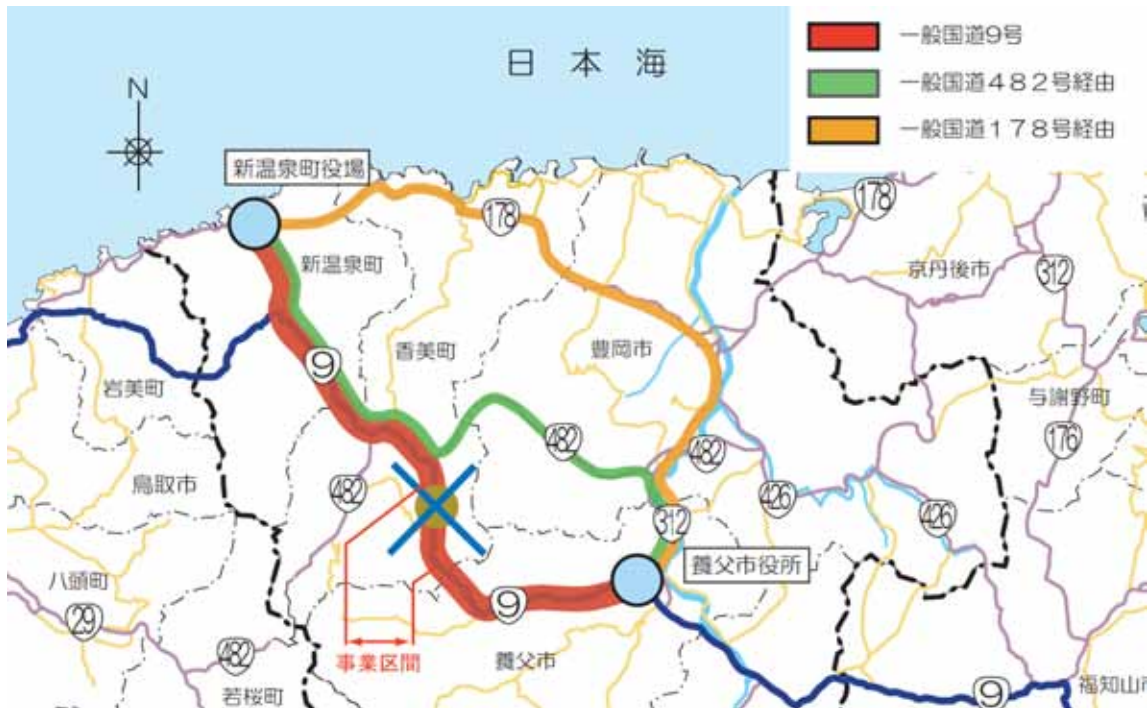 一般国道9号
一般国道482号経由
一般国道178号経由
日本海
N
新温泉町役場
178
178
新温泉町
京丹後市
312
香美町
豊岡市
9
岩美町
与謝野町
482
482
176
鳥取市
482
426
426
312
養父市役所
八頭町
29
9
事業区間
養父市
482
若桜町
9
福知山市